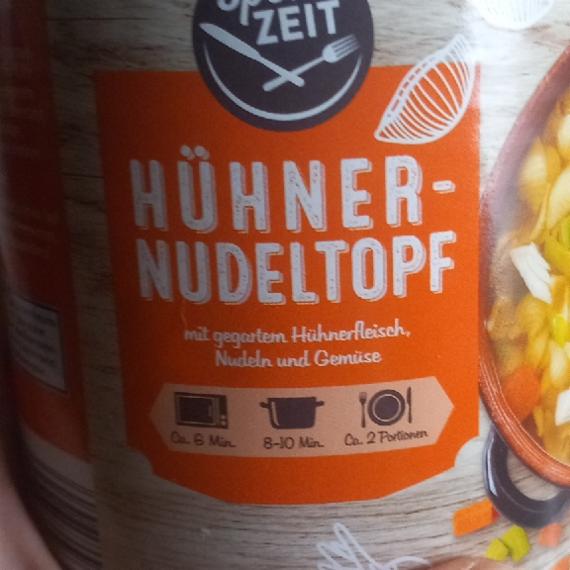 ZEIT
HÜHNER-
NUDELTOPF
mit gegartem Hühnerfleisch,
Nudeln und Gemüse
Ca. 6 Min.
8-10 Min.
Ca. 2 Portionen